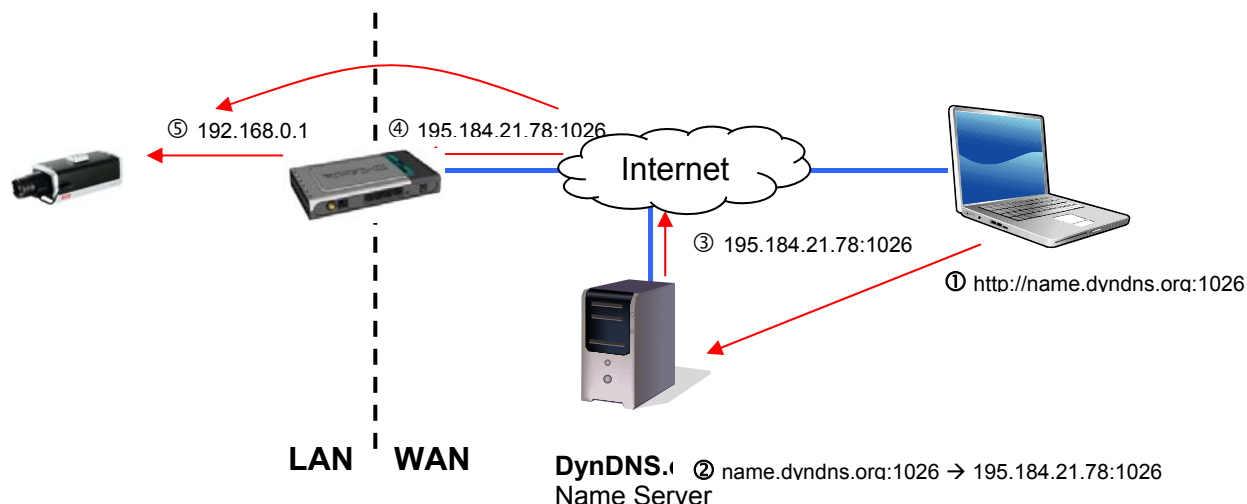 ⑤ 192.168.0.1
④ 195.184.21.78:1026
Internet
③ 195.184.21.78:1026
① http://name.dyndns.org:1026
LAN
WAN
DynDNS.
② name.dyndns.org:1026 → 195.184.21.78:1026
Name Server